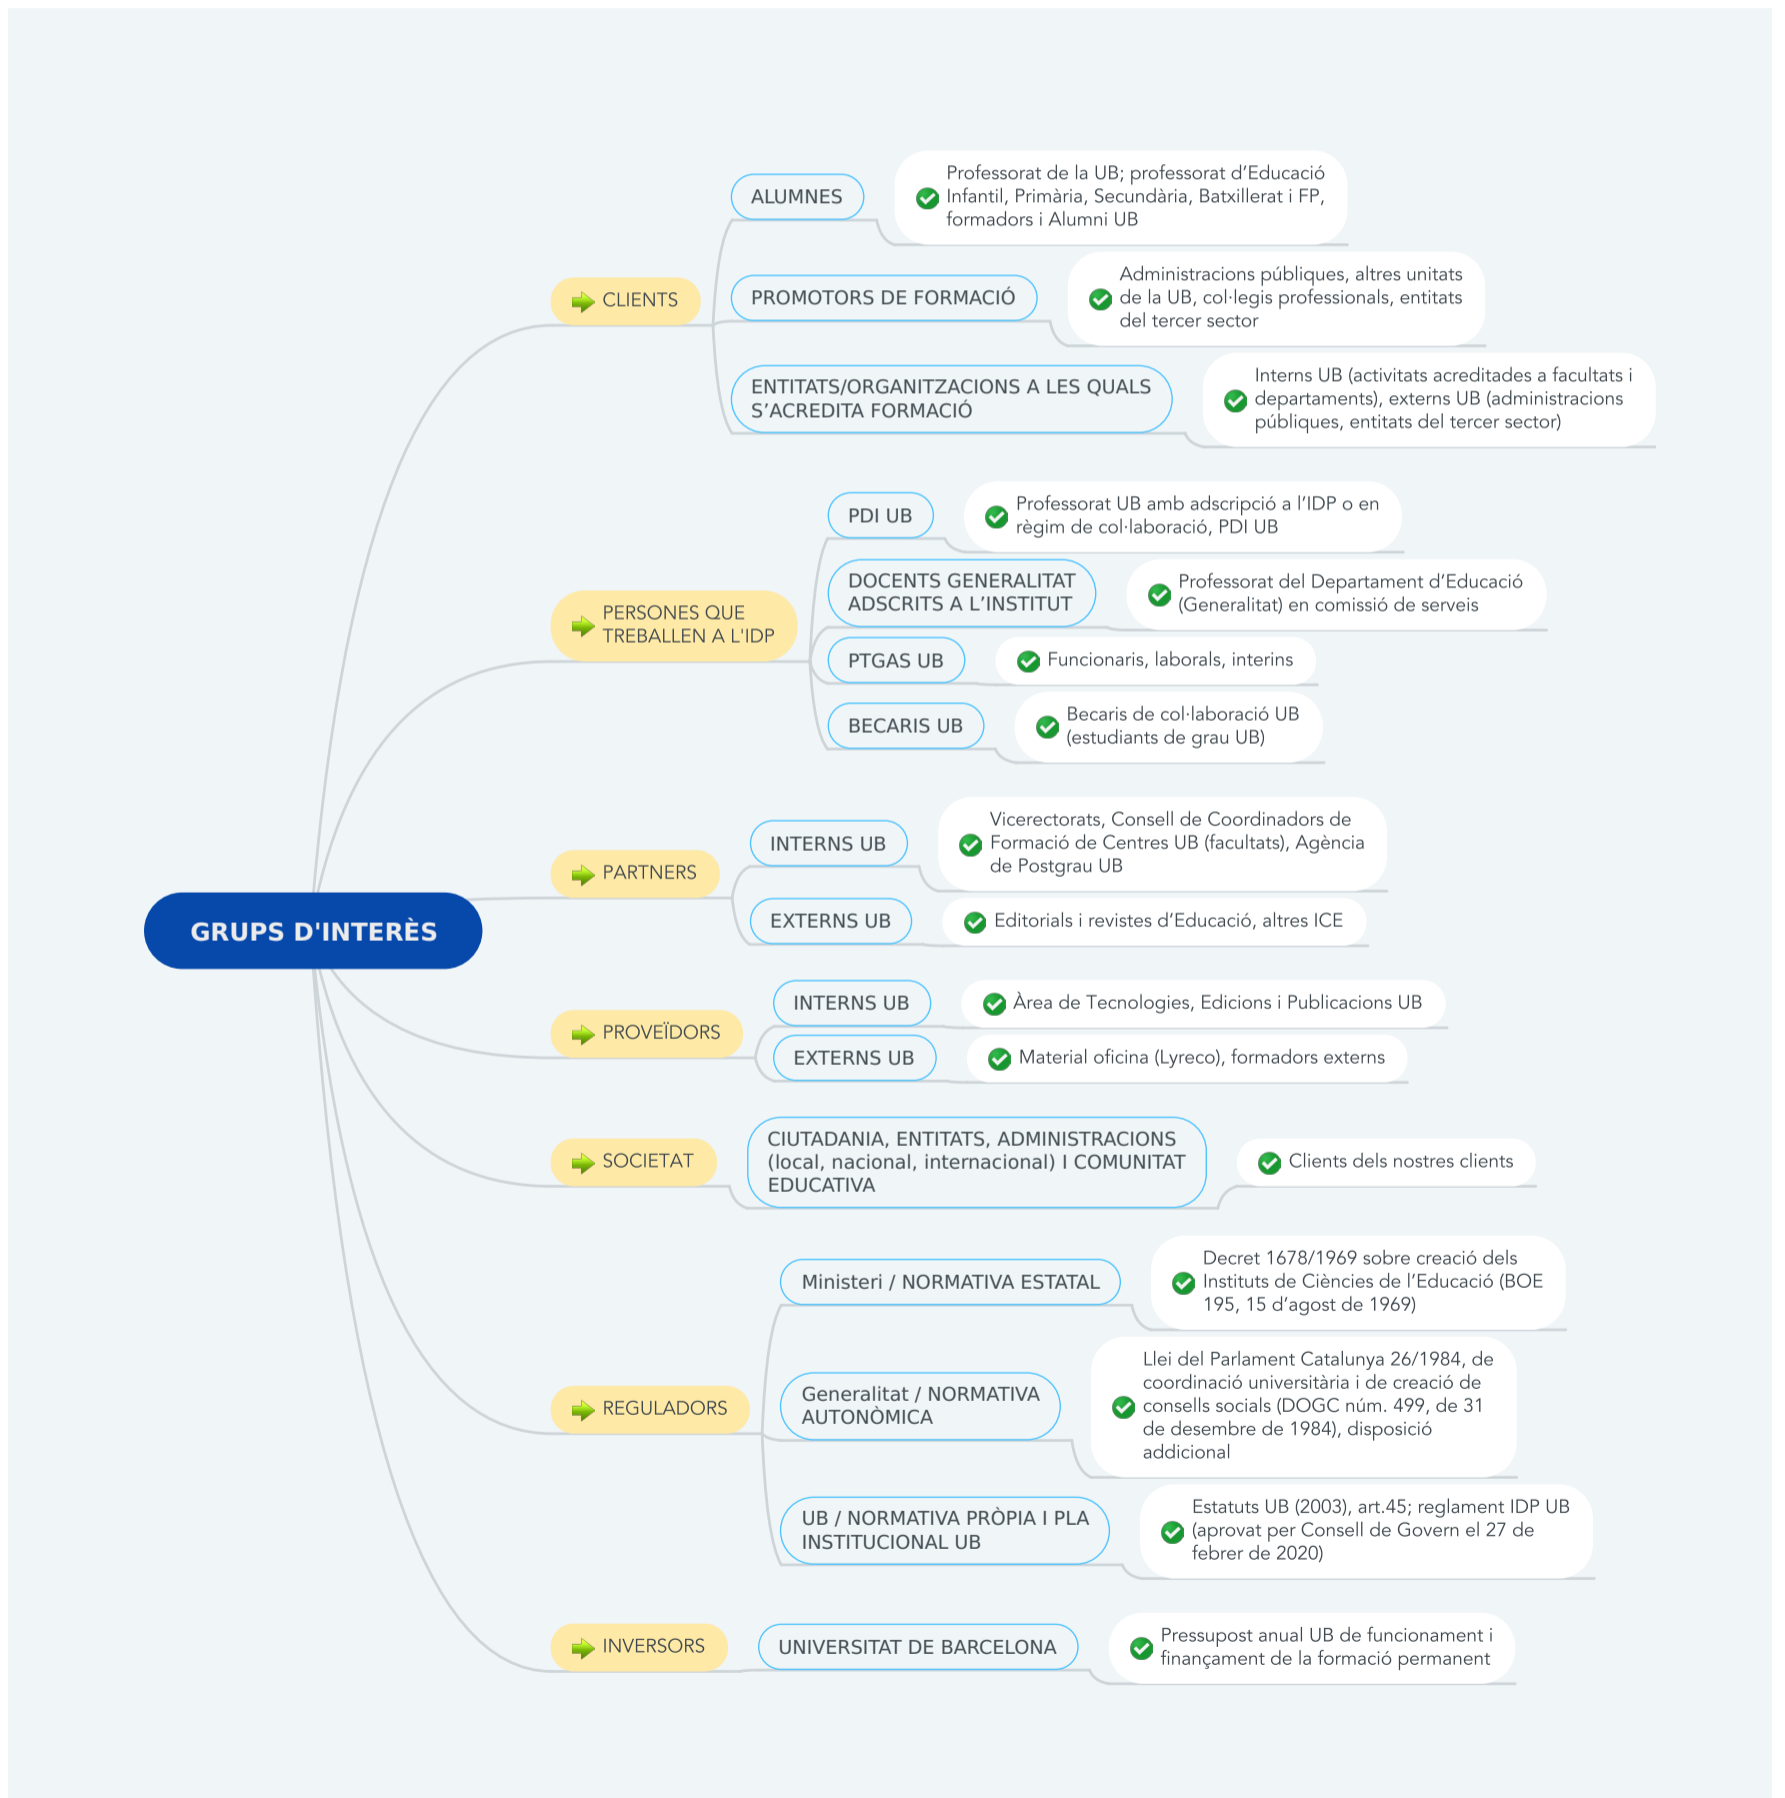 GRUPS D'INTERÈS
CLIENTS
ALUMNES
Professorat de la UB; professorat d’Educació
Infantil, Primària, Secundària, Batxillerat i FP,
formadors i Alumni UB
PROMOTORS DE FORMACIÓ
Administracions públiques, altres unitats
de la UB, col·legis professionals, entitats
del tercer sector
ENTITATS/ORGANITZACIONS A LES QUALS
S’ACREDITA FORMACIÓ
Interns UB (activitats acreditades a facultats i
departaments), externs UB (administracions
públiques, entitats del tercer sector)
PERSONES QUE
TREBALLEN A L'IDP
PDI UB
Professorat UB amb adscripció a l’IDP o en
règim de col·laboració, PDI UB
DOCENTS GENERALITAT
ADSCRITS A L’INSTITUT
Professorat del Departament d’Educació
(Generalitat) en comissió de serveis
PTGAS UB
Funcionaris, laborals, interins
BECARIS UB
Becaris de col·laboració UB
(estudiants de grau UB)
PARTNERS
INTERNS UB
Vicerectorats, Consell de Coordinadors de
Formació de Centres UB (facultats), Agència
de Postgrau UB
EXTERNS UB
Editorials i revistes d’Educació, altres ICE
PROVEÏDORS
INTERNS UB
Àrea de Tecnologies, Edicions i Publicacions UB
EXTERNS UB
Material oficina (Lyreco), formadors externs
SOCIETAT
CIUTADANIA, ENTITATS, ADMINISTRACIONS
(local, nacional, internacional) I COMUNITAT
EDUCATIVA
Clients dels nostres clients
REGULADORS
Ministeri / NORMATIVA ESTATAL
Decret 1678/1969 sobre creació dels
Instituts de Ciències de l’Educació (BOE
195, 15 d’agost de 1969)
Generalitat / NORMATIVA
AUTONÒMICA
Llei del Parlament Catalunya 26/1984, de
coordinació universitària i de creació de
consells socials (DOGC núm. 499, de 31
de desembre de 1984), disposició
addicional
UB / NORMATIVA PRÒPIA I PLA
INSTITUCIONAL UB
Estatuts UB (2003), art.45; reglament IDP UB
(aprovat per Consell de Govern el 27 de
febrer de 2020)
INVERSORS
UNIVERSITAT DE BARCELONA
Pressupost anual UB de funcionament i
finançament de la formació permanent